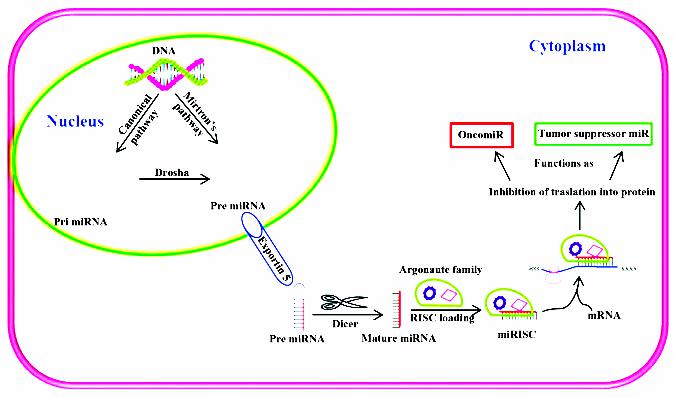 DNA
Cytoplasm
Nucleus
Canonical
pathway
Mirtron's
pathway
Drosha
Pri miRNA
Pre miRNA
Exportin 5
OncomiR
Tumor suppressor miR
Functions as
Inhibition of traslation into protein
Argonaute family
RISC loading
Dicer
Pre miRNA
Mature miRNA
miRISC
mRNA